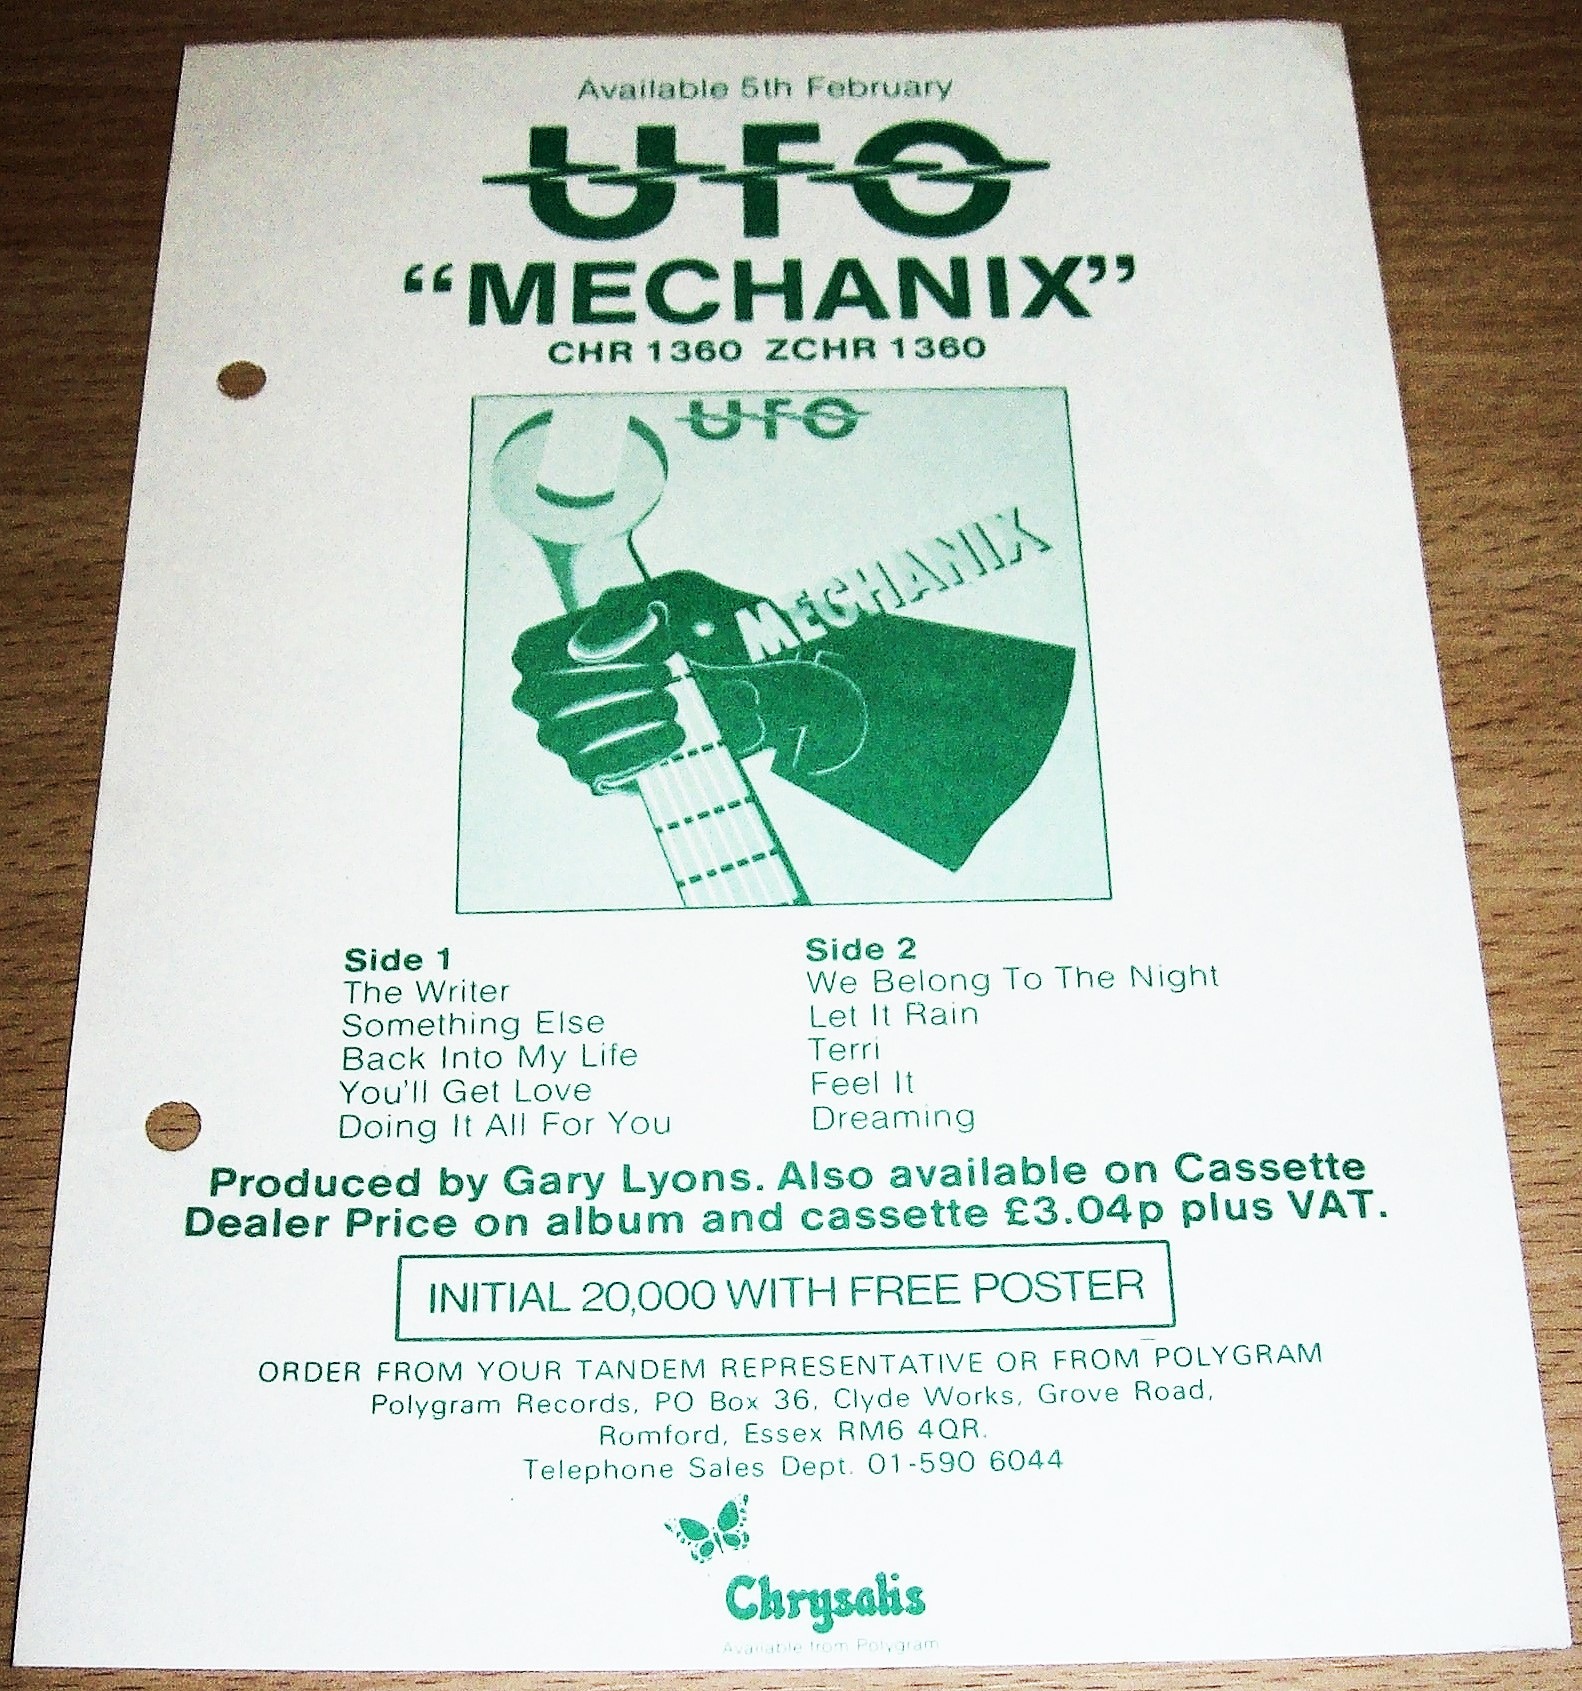 Available 5th February
UFO
“MECHANIX”
CHR 1360 ZCHR 1360
UFO
MECHANIX
Side 1
The Writer
Something Else
Back Into My Life
You'll Get Love
Doing It All For You
Side 2
We Belong To The Night
Let It Rain
Terri
Feel It
Dreaming
Produced by Gary Lyons. Also available on Cassette
Dealer Price on album and cassette £3.04p plus VAT.
INITIAL 20,000 WITH FREE POSTER
ORDER FROM YOUR TANDEM REPRESENTATIVE OR FROM POLYGRAM
Polygram Records, PO Box 36, Clyde Works, Grove Road,
Romford, Essex RM6 4QR.
Telephone Sales Dept. 01-590 6044
Chrysalis
Available from Polygram